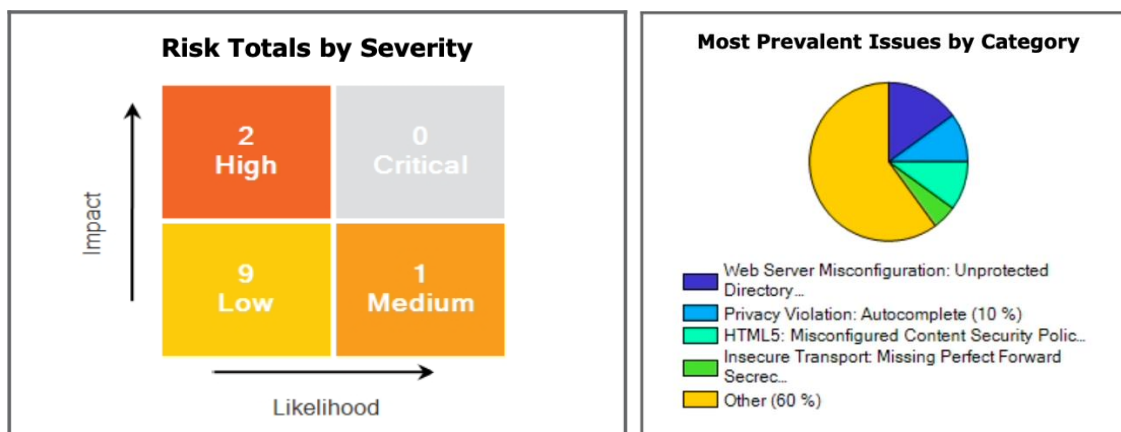 Risk Totals by Severity
2
High
0
Critical
9
Low
1
Medium
Impact
Likelihood
Most Prevalent Issues by Category
Web Server Misconfiguration: Unprotected
Directory...
Privacy Violation: Autocomplete (10 %)
HTML5: Misconfigured Content Security Polic...
Insecure Transport: Missing Perfect Forward
Secrec...
Other (60 %)